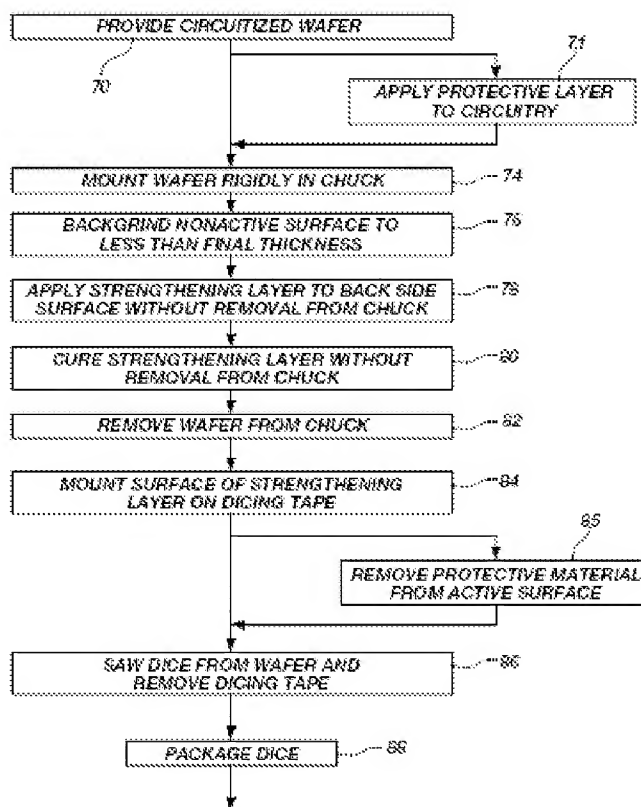 PROVIDE CIRCUITIZED WAFER
70
71
APPLY PROTECTIVE LAYER
TO CIRCUITRY
MOUNT WAFER RIGIDLY IN CHUCK
74
BACKGRIND NONACTIVE SURFACE TO
LESS THAN FINAL THICKNESS
76
APPLY STRENGTHENING LAYER TO BACK SIDE
SURFACE WITHOUT REMOVAL FROM CHUCK
78
CURE STRENGTHENING LAYER WITHOUT
REMOVAL FROM CHUCK
80
REMOVE WAFER FROM CHUCK
82
MOUNT SURFACE OF STRENGTHENING
LAYER ON DICING TAPE
84
85
REMOVE PROTECTIVE MATERIAL
FROM ACTIVE SURFACE
SAW DICE FROM WAFER AND
REMOVE DICING TAPE
86
PACKAGE DICE
88